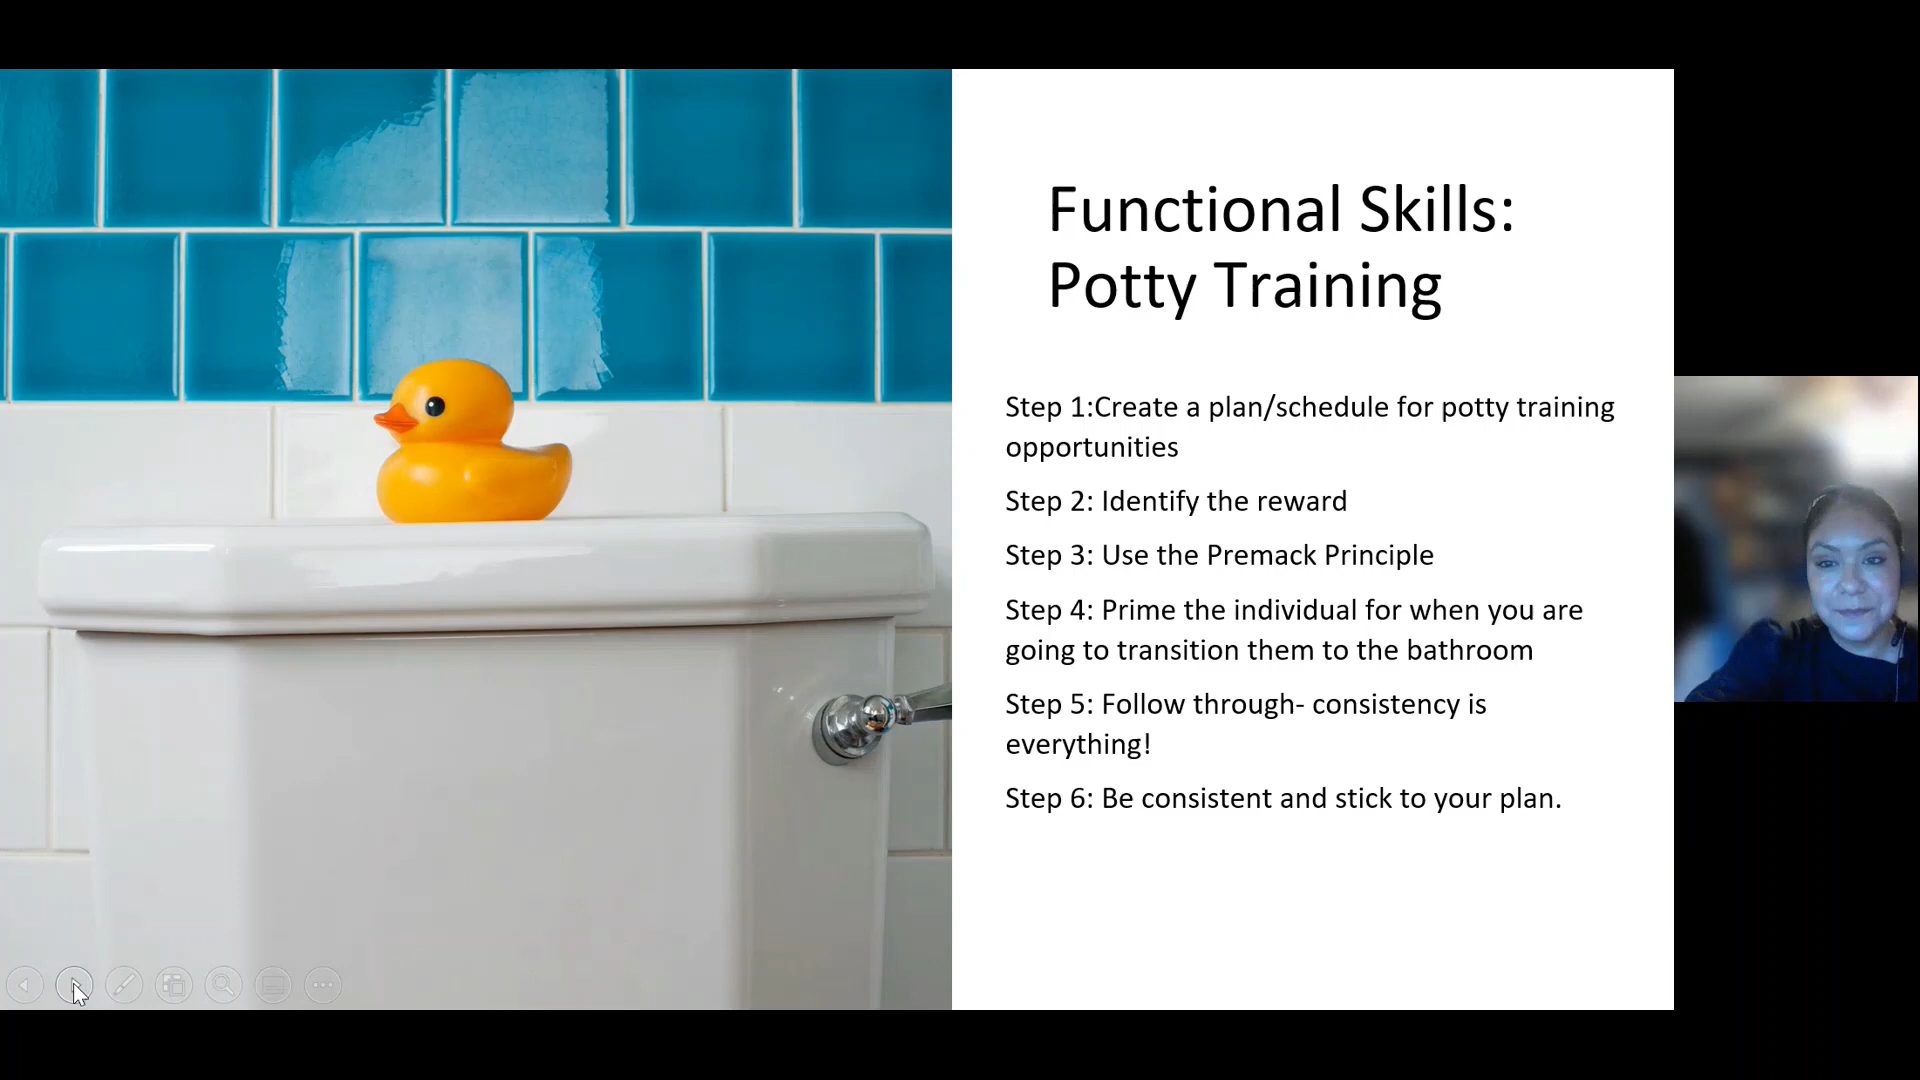 Functional Skills:
Potty Training
Step 1:Create a plan/schedule for potty training
opportunities
Step 2: Identify the reward
Step 3: Use the Premack Principle
Step 4: Prime the individual for when you are
going to transition them to the bathroom
Step 5: Follow through- consistency is
everything!
Step 6: Be consistent and stick to your plan.